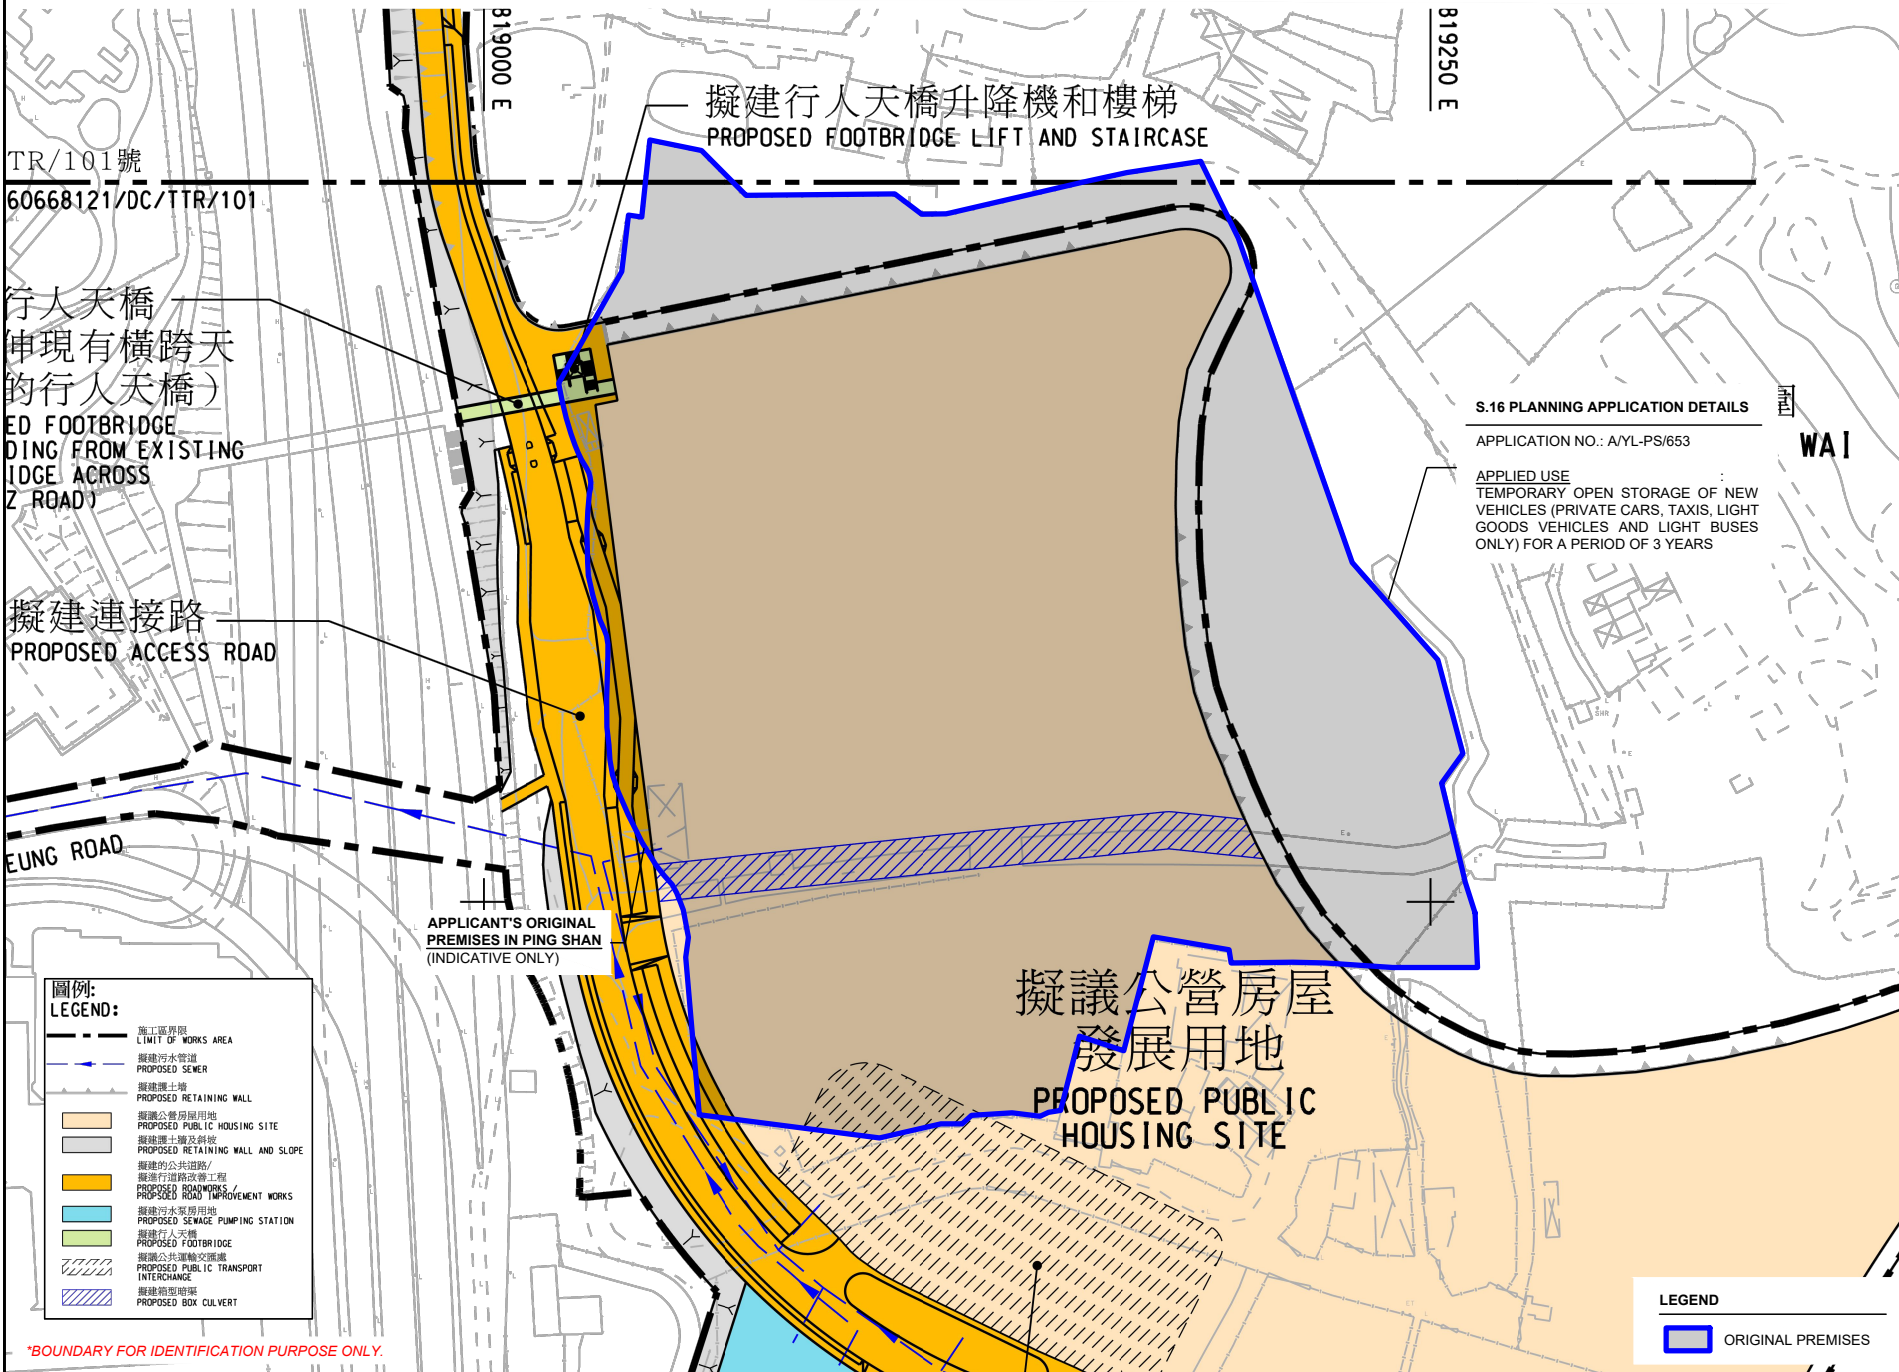 819000 E
819250 E
擬建行人天橋升降機和樓梯
PROPOSED FOOTBRIDGE LIFT AND STAIRCASE
TR/101號
60668121/DC/TTR/101
行人天橋
伸現有橫跨天
的行人天橋）
ED FOOTBRIDGE
DING FROM EXISTING
IDGE ACROSS
Z ROAD)
S.16 PLANNING APPLICATION DETAILS
APPLICATION NO.: A/YL-PS/653
APPLIED USE :
TEMPORARY OPEN STORAGE OF NEW
VEHICLES (PRIVATE CARS, TAXIS, LIGHT
GOODS VEHICLES AND LIGHT BUSES
ONLY) FOR A PERIOD OF 3 YEARS
圍
WAI
擬建連接路
PROPOSED ACCESS ROAD
EUNG ROAD
APPLICANT'S ORIGINAL
PREMISES IN PING SHAN
(INDICATIVE ONLY)
擬議公營房屋
發展用地
PROPOSED PUBLIC
HOUSING SITE
圖例:
LEGEND:
施工區界限
LIMIT OF WORKS AREA
擬建污水管道
PROPOSED SEWER
擬建護土墻
PROPOSED RETAINING WALL
擬議公營房屋用地
PROPOSED PUBLIC HOUSING SITE
擬建護土牆及斜坡
PROPOSED RETAINING WALL AND SLOPE
擬建的公共道路/
擬進行道路改善工程
PROPOSED ROADWORKS /
PROPSOED ROAD IMPROVEMENT WORKS
擬建污水泵房用地
PROPOSED SEWAGE PUMPING STATION
擬建行人天橋
PROPOSED FOOTBRIDGE
擬議公共運輸交匯處
PROPOSED PUBLIC TRANSPORT
INTERCHANGE
擬建箱型暗渠
PROPOSED BOX CULVERT
*BOUNDARY FOR IDENTIFICATION PURPOSE ONLY.
LEGEND
ORIGINAL PREMISES